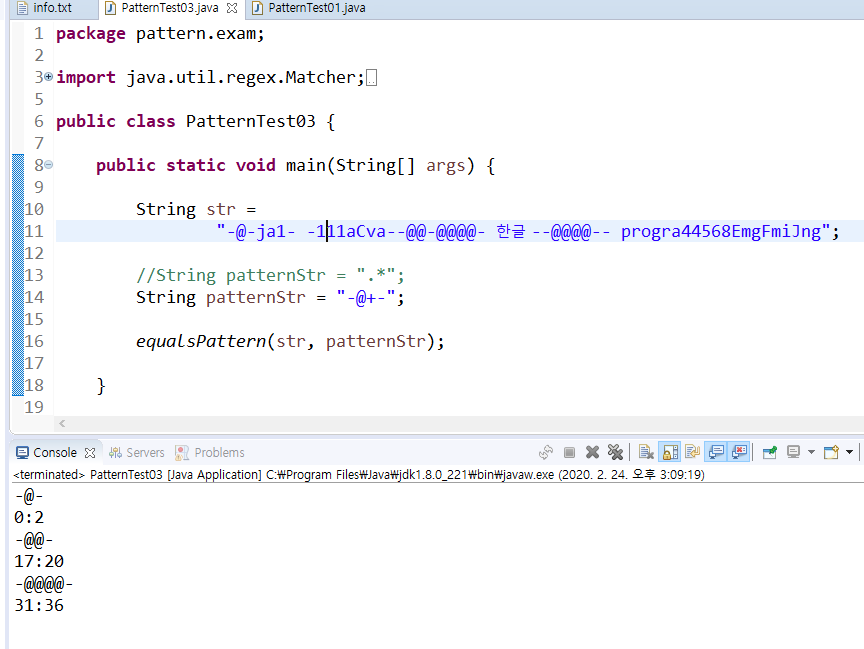 info.txt PatternTest03.java PatternTest01.java
1 package pattern.exam;
2
3 import java.util.regex.Matcher;
5
6 public class PatternTest03 {
7
8 public static void main(String[] args) {
9
10 String str =
11 "-@-ja1- -111aCva--@@-@@@@- 한글 --@@@@-- progra44568EmgFmiJng";
12
13 //String patternStr = ".*";
14 String patternStr = "-@+-";
15
16 equalsPattern(str, patternStr);
17
18 }
19
Console Servers Problems
<terminated> PatternTest03 [Java Application] C:₩Program Files₩Java₩jdk1.8.0_221₩bin₩javaw.exe (2020. 2. 24. 오후 3:09:19)
-@-
0:2
-@@-
17:20
-@@@@-
31:36